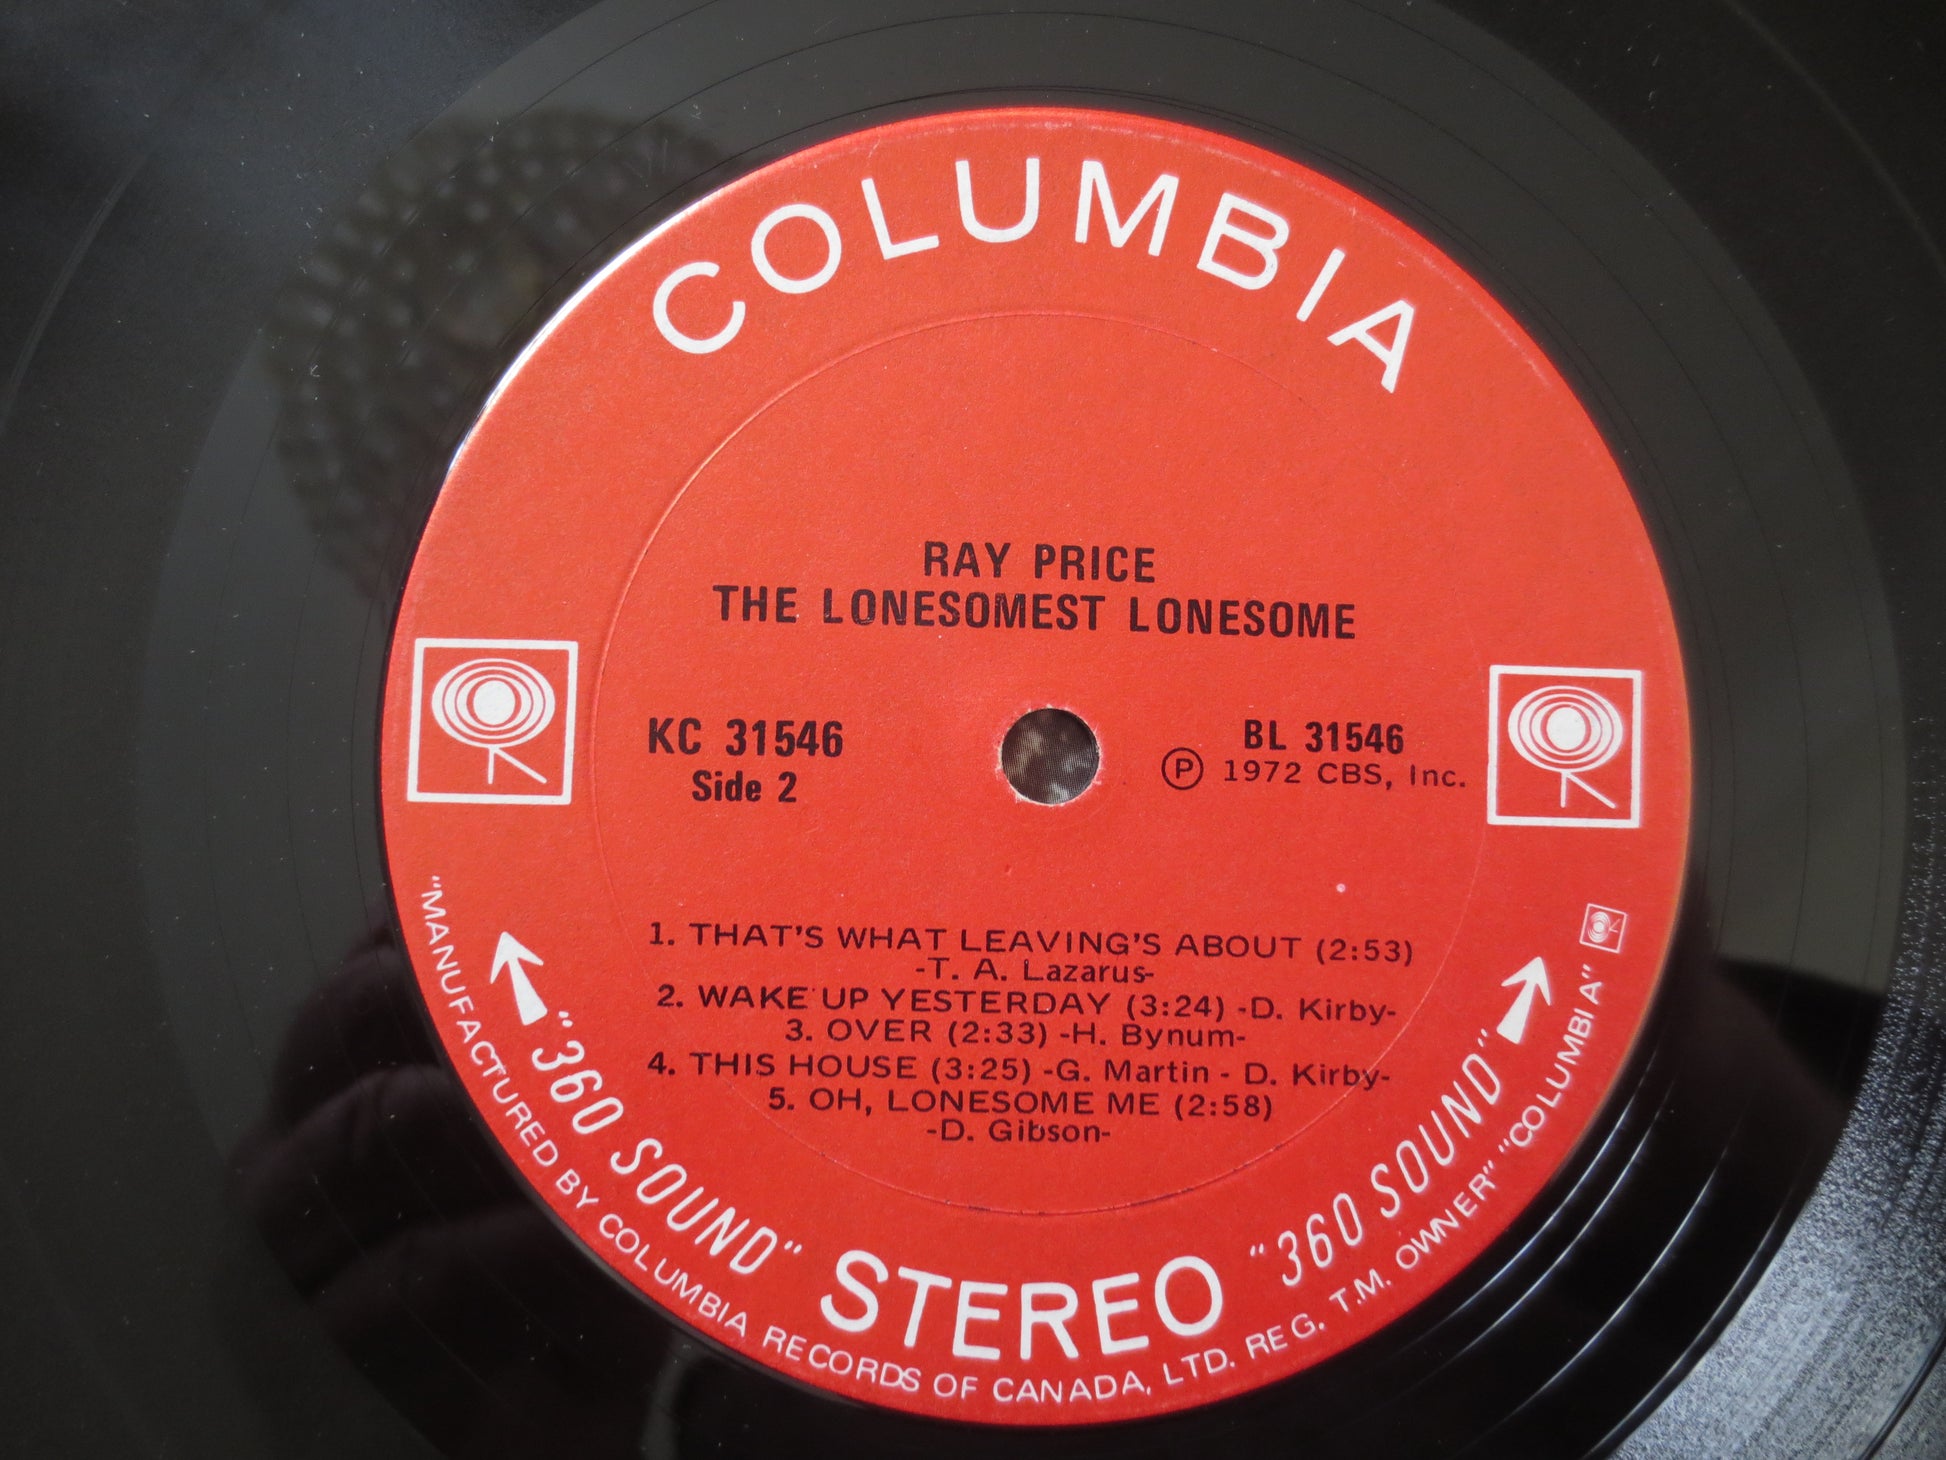 COLUMBIA
RAY PRICE
THE LONESOMEST LONESOME
KC 31546
Side 2
BL 31546
Ⓟ 1972 CBS, Inc.
1. THAT'S WHAT LEAVING'S ABOUT (2:53)
-T. A. Lazarus-
2. WAKE UP YESTERDAY (3:24) -D. Kirby-
3. OVER (2:33) -H. Bynum-
4. THIS HOUSE (3:25) -G. Martin - D. Kirby-
5. OH, LONESOME ME (2:58)
-D. Gibson-
"360 SOUND" STEREO "360 SOUND"
"MANUFACTURED BY COLUMBIA RECORDS OF CANADA, LTD. REG. T.M. OWNER" "COLUMBIA"